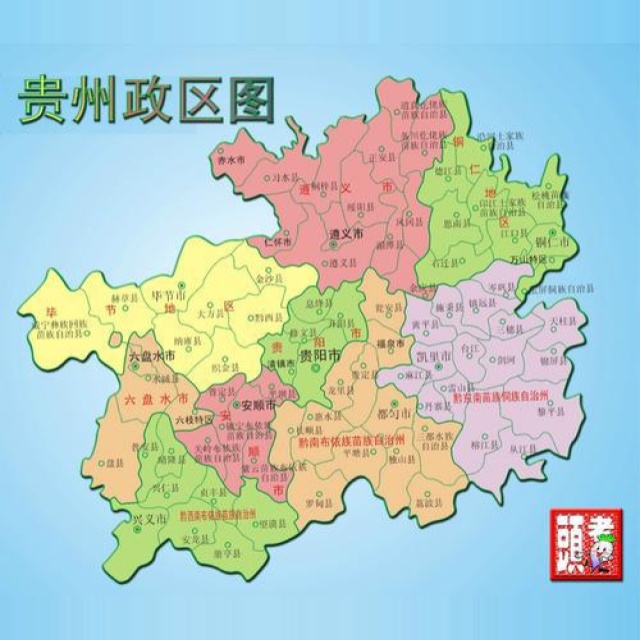 贵州政区图
道真仡佬族
苗族自治县
务川仡佬族
苗族自治县
沿河土家族
自治县
正安县
铜仁地区
德江县
赤水市
习水县
桐梓县
遵义市
绥阳县
凤冈县
湄潭县
印江土家族
苗族自治县
松桃苗族
自治县
思南县
江口县
铜仁市
万山特区
石迁县
仁怀市
遵义市
遵义县
余庆县
岑巩县
玉屏侗族自治县
毕节地区
威宁彝族回族
苗族自治县
赫章县
毕节市
大方县
金沙县
黔西县
纳雍县
织金县
息烽县
开阳县
修文县
贵阳市
清镇市
贵阳市
瓮安县
福泉市
施秉县
镇远县
黄平县
天柱县
凯里市
台江县
剑河县
锦屏县
麻江县
雷山县
丹寨县
黔东南苗族侗族自治州
黎平县
榕江县
从江县
六盘水市
水城县
六盘水市
六枝特区
盘县
普定县
安顺市
平坝县
安顺市
镇宁布依族
苗族自治县
关岭布依族
苗族自治县
紫云苗族布依族
自治县
龙里县
贵定县
惠水县
长顺县
都匀市
黔南布依族苗族自治州
三都水族
自治县
平塘县
独山县
罗甸县
荔波县
普安县
晴隆县
兴仁县
贞丰县
兴义市
黔西南布依族苗族自治州
望谟县
安龙县
册亨县